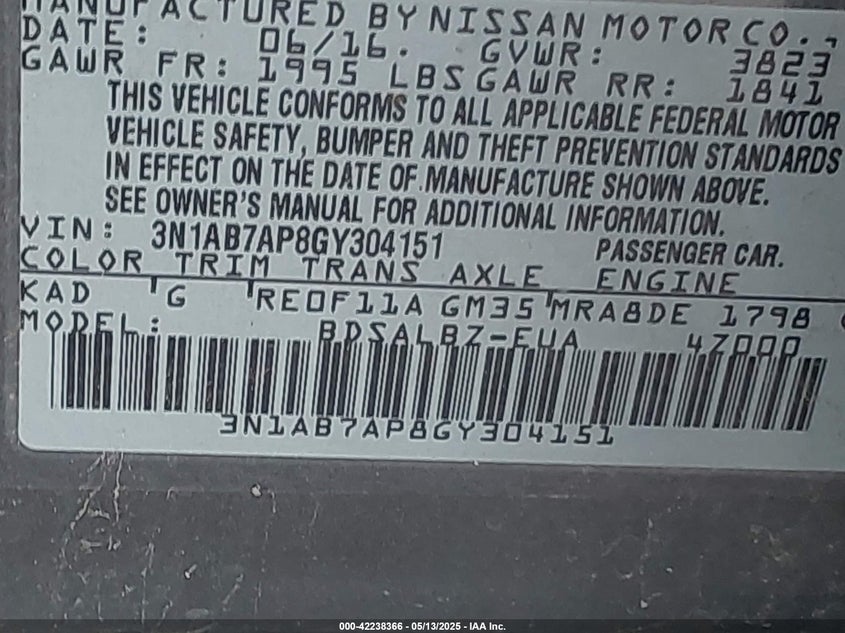 MANUFACTURED BY NISSAN MOTOR CO.,
DATE: 06/16. GVWR: 3823
GAWR FR: 1995 LBS GAWR RR: 1841
THIS VEHICLE CONFORMS TO ALL APPLICABLE FEDERAL MOTOR
VEHICLE SAFETY, BUMPER AND THEFT PREVENTION STANDARDS
IN EFFECT ON THE DATE OF MANUFACTURE SHOWN ABOVE.
SEE OWNER'S MANUAL FOR ADDITIONAL INFORMATION.
VIN: 3N1AB7AP8GY304151 PASSENGER CAR.
COLOR TRIM TRANS AXLE ENGINE
KAD G RE0F11A GM35 MRA8DE 1798
MODEL: BDSALBZ-EUA 4Z000
3N1AB7AP8GY304151
000-42238366 - 05/13/2025 - IAA Inc.